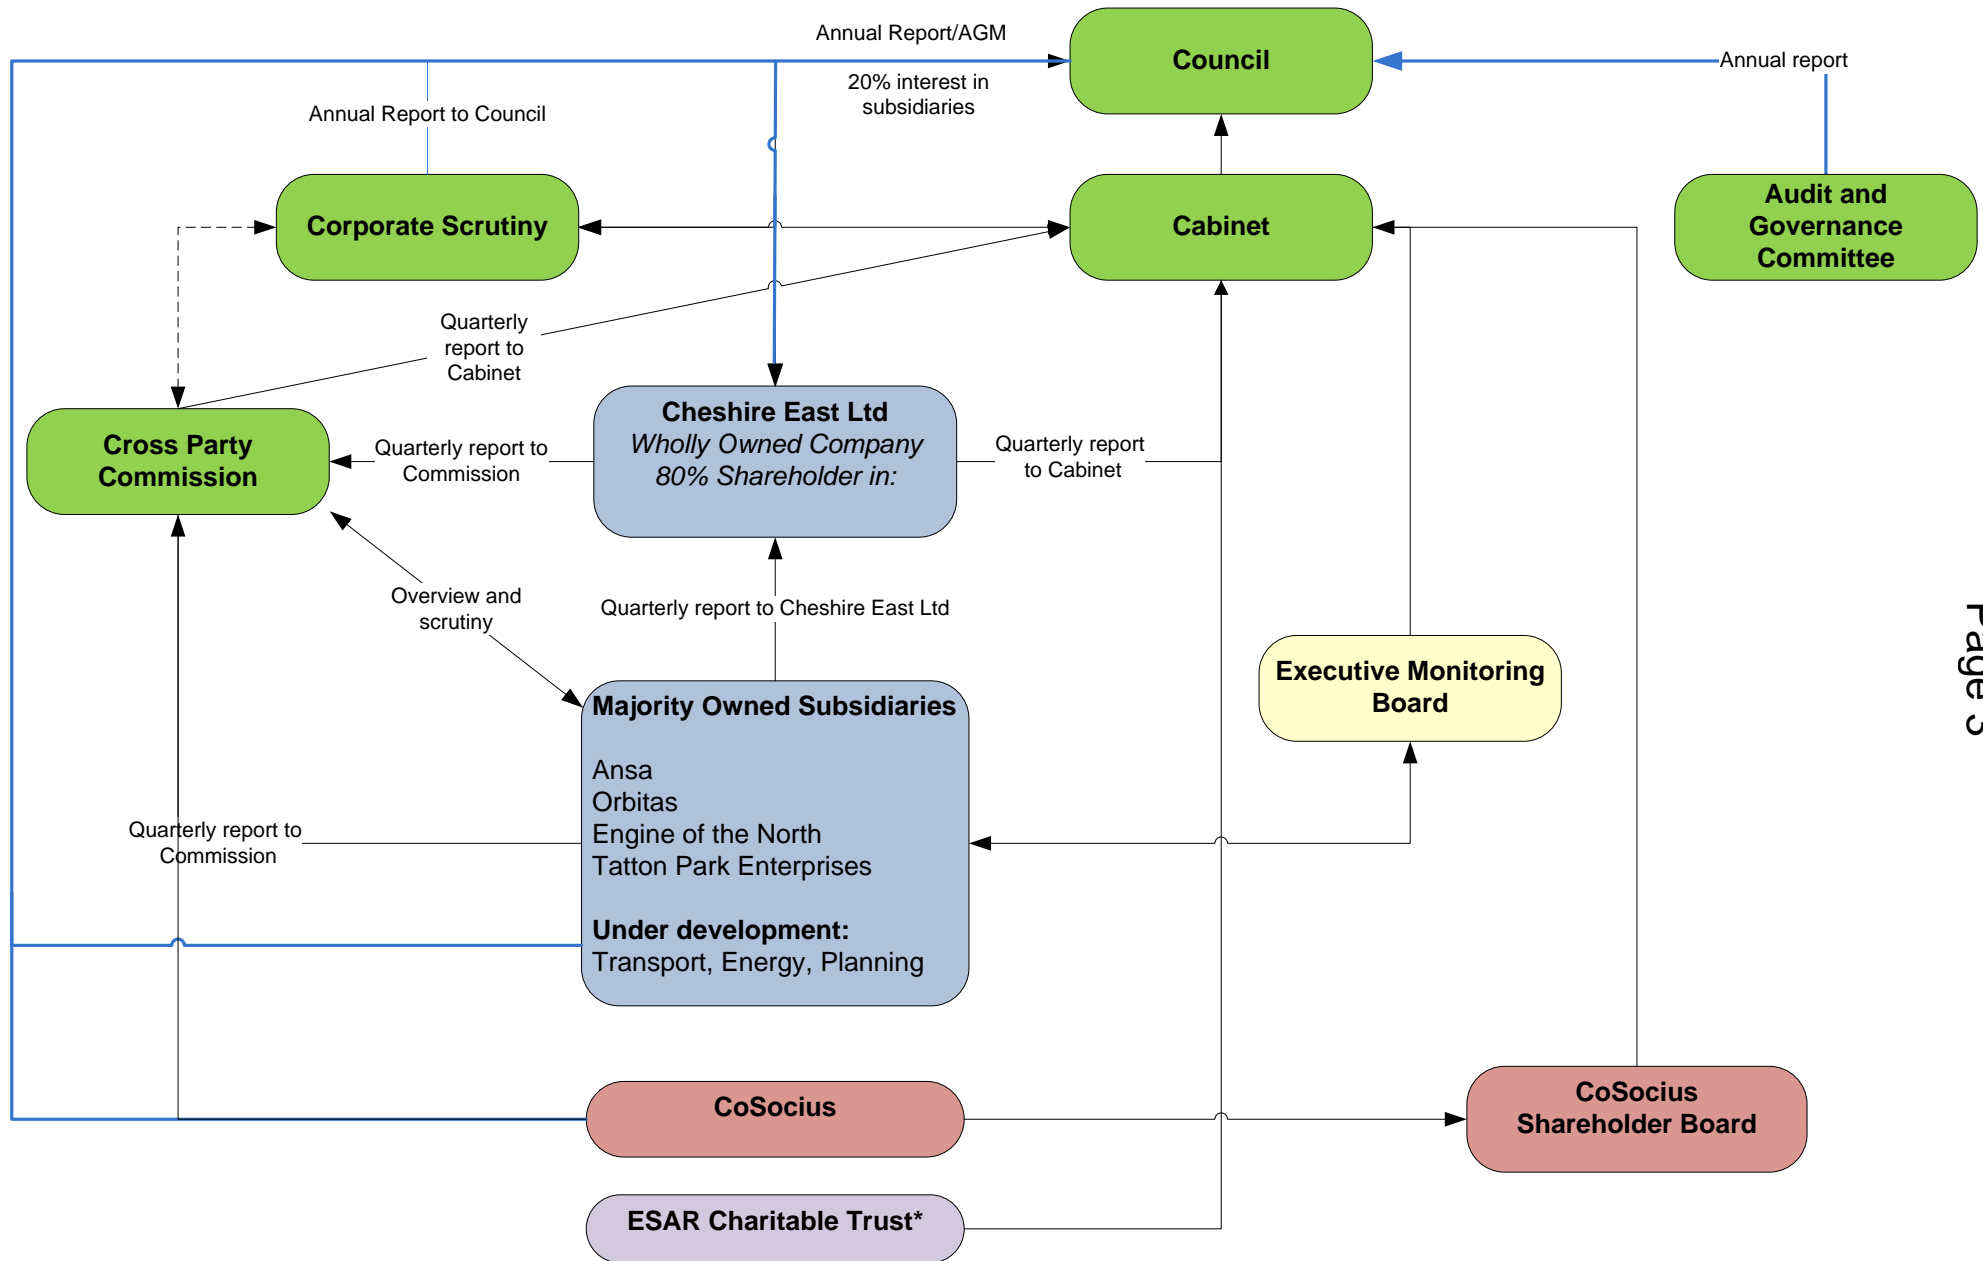 Annual Report/AGM
Council
Annual report
20% interest in
subsidiaries
Annual Report to Council
Corporate Scrutiny
Cabinet
Audit and
Governance
Committee
Quarterly
report to
Cabinet
Cheshire East Ltd
Wholly Owned Company
80% Shareholder in:
Cross Party
Commission
Quarterly report to
Commission
Quarterly report
to Cabinet
Overview and
scrutiny
Quarterly report to Cheshire East Ltd
Executive Monitoring
Board
Page 3
Majority Owned Subsidiaries
Ansa
Orbitas
Engine of the North
Tatton Park Enterprises
Under development:
Transport, Energy, Planning
Quarterly report to
Commission
CoSocius
CoSocius
Shareholder Board
ESAR Charitable Trust*